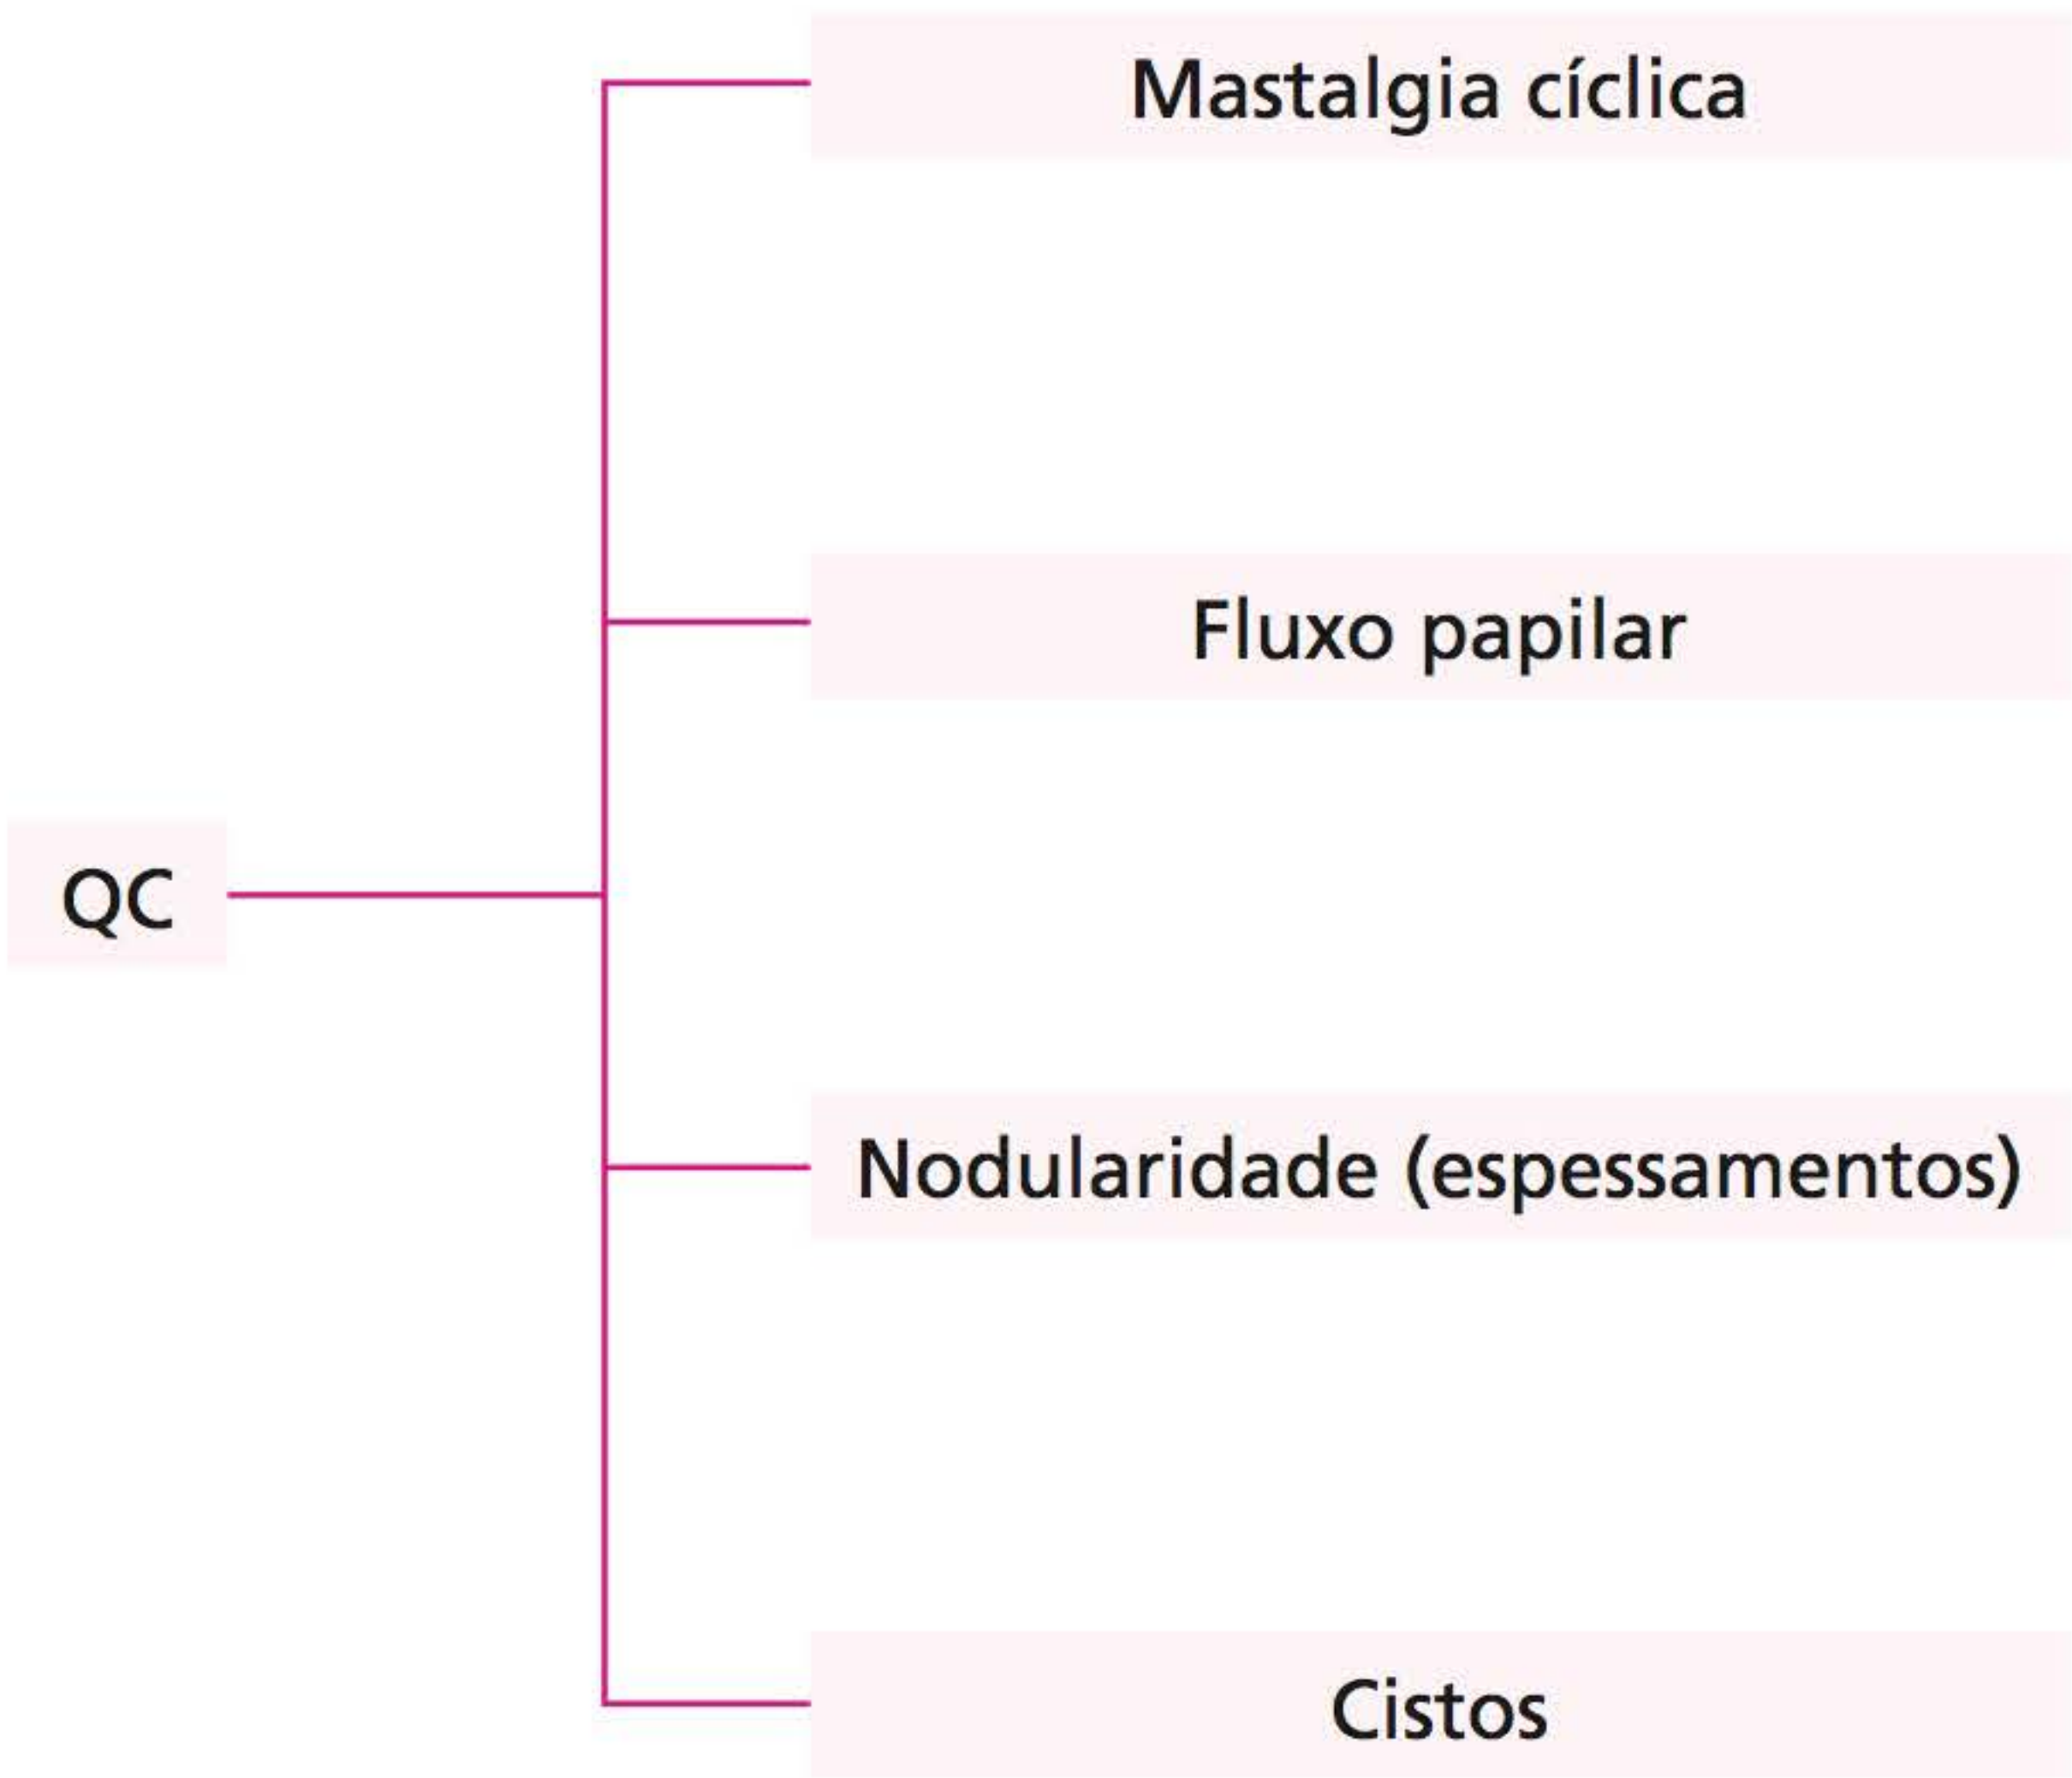 Mastalgia cíclica
Fluxo papilar
QC
Nodularidade (espessamentos)
Cistos